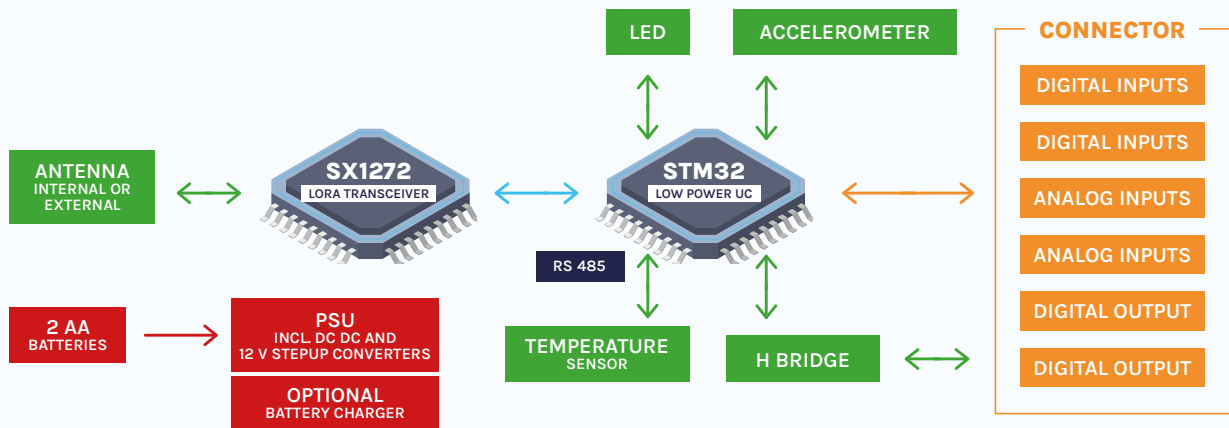 LED
ACCELEROMETER
CONNECTOR
DIGITAL INPUTS
DIGITAL INPUTS
ANALOG INPUTS
ANALOG INPUTS
DIGITAL OUTPUT
DIGITAL OUTPUT
ANTENNA
INTERNAL OR
EXTERNAL
SX1272
LORA TRANSCEIVER
STM32
LOW POWER UC
RS 485
2 AA
BATTERIES
PSU
INCL. DC DC AND
12 V STEPUP CONVERTERS
OPTIONAL
BATTERY CHARGER
TEMPERATURE
SENSOR
H BRIDGE